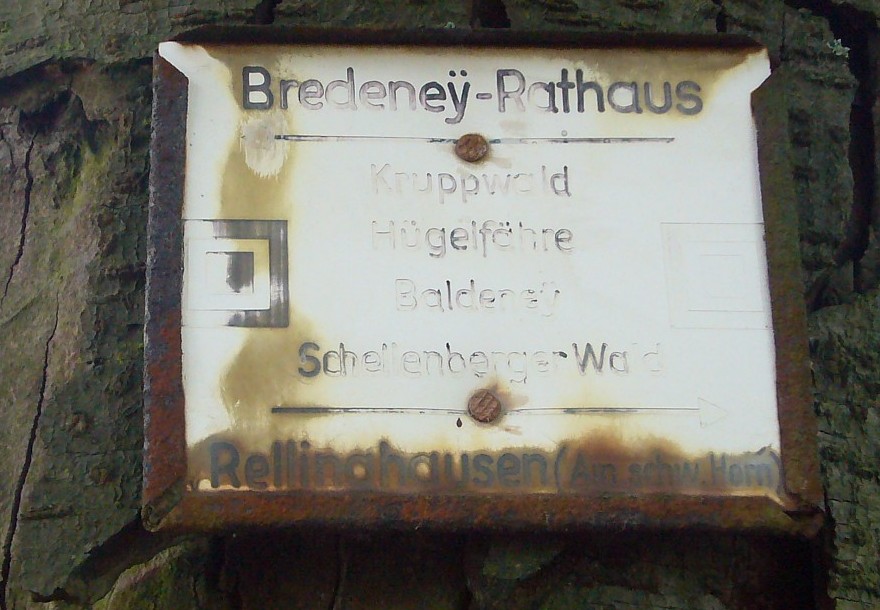 Bredeneÿ-Rathaus
Kruppwald
Hügelfähre
Baldeneÿ
Schellenberger Wald
Rellinghausen (Am schw. Horn)